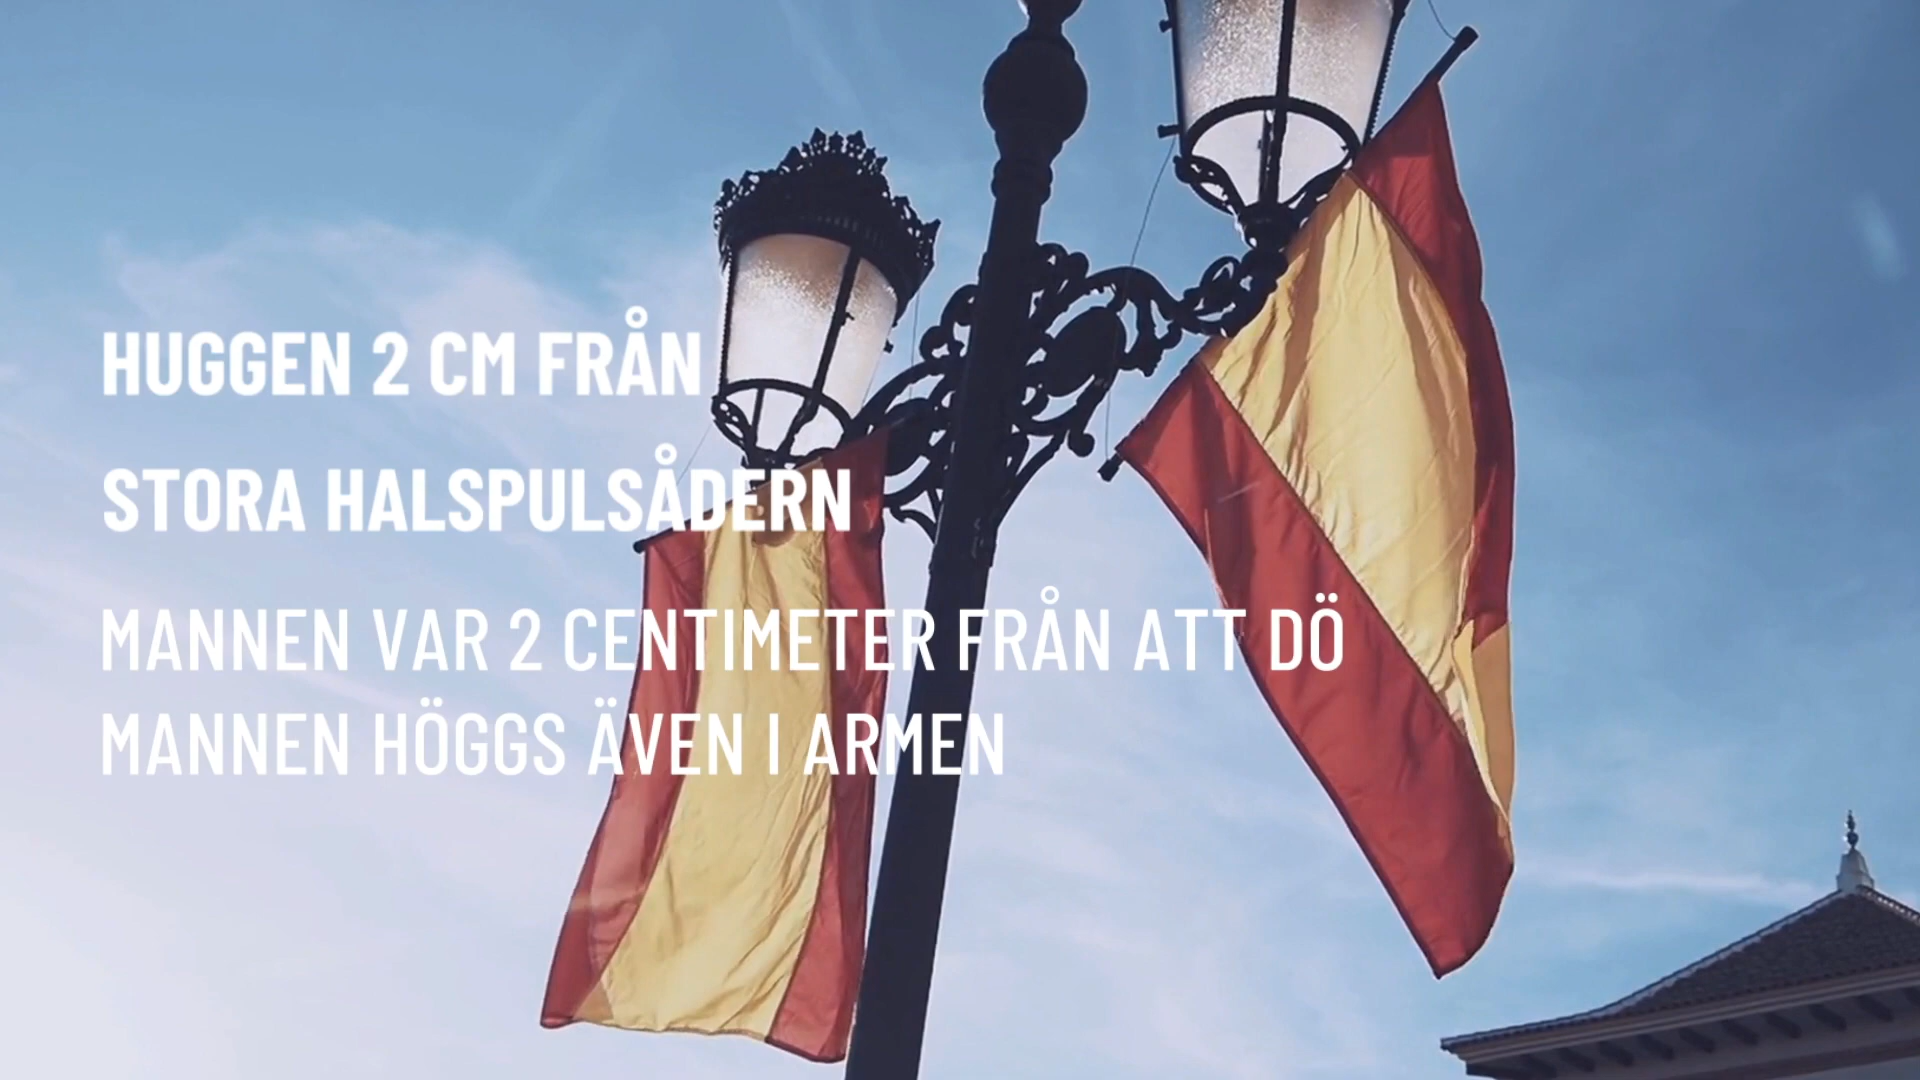 HUGGEN 2 CM FRÅN
STORA HALSPULSÅDERN
MANNEN VAR 2 CENTIMETER FRÅN ATT DÖ
MANNEN HÖGGS ÄVEN I ARMEN